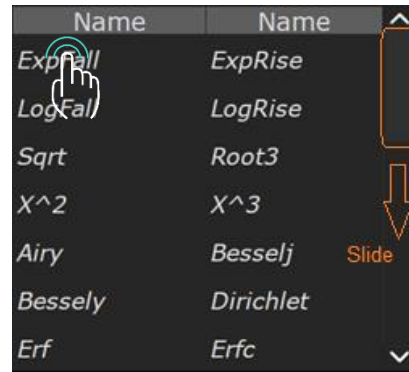 Name Name
ExpFall ExpRise
LogFall LogRise
Sqrt Root3
X^2 X^3
Airy Besselj Slide
Bessely Dirichlet
Erf Erfc